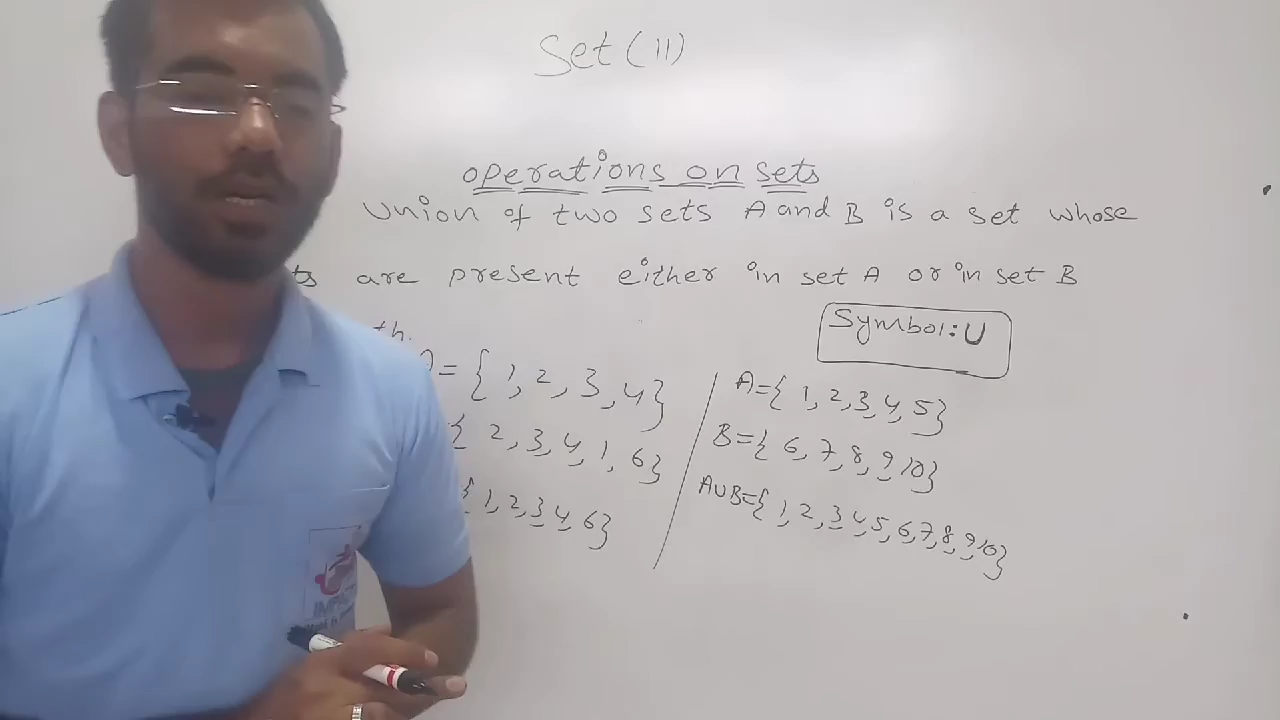 Set (11)
operations on sets
Union of two sets A and B is a set whose
ts are present either in set A or in set B
th.
Symbol: U
= { 1, 2, 3, 4}
{ 2, 3, 4, 1, 6}
{ 1, 2, 3, 4, 6}
A={ 1, 2, 3, 4, 5}
B={ 6, 7, 8, 9, 10}
AUB={ 1, 2, 3, 4, 5, 6, 7, 8, 9, 10}